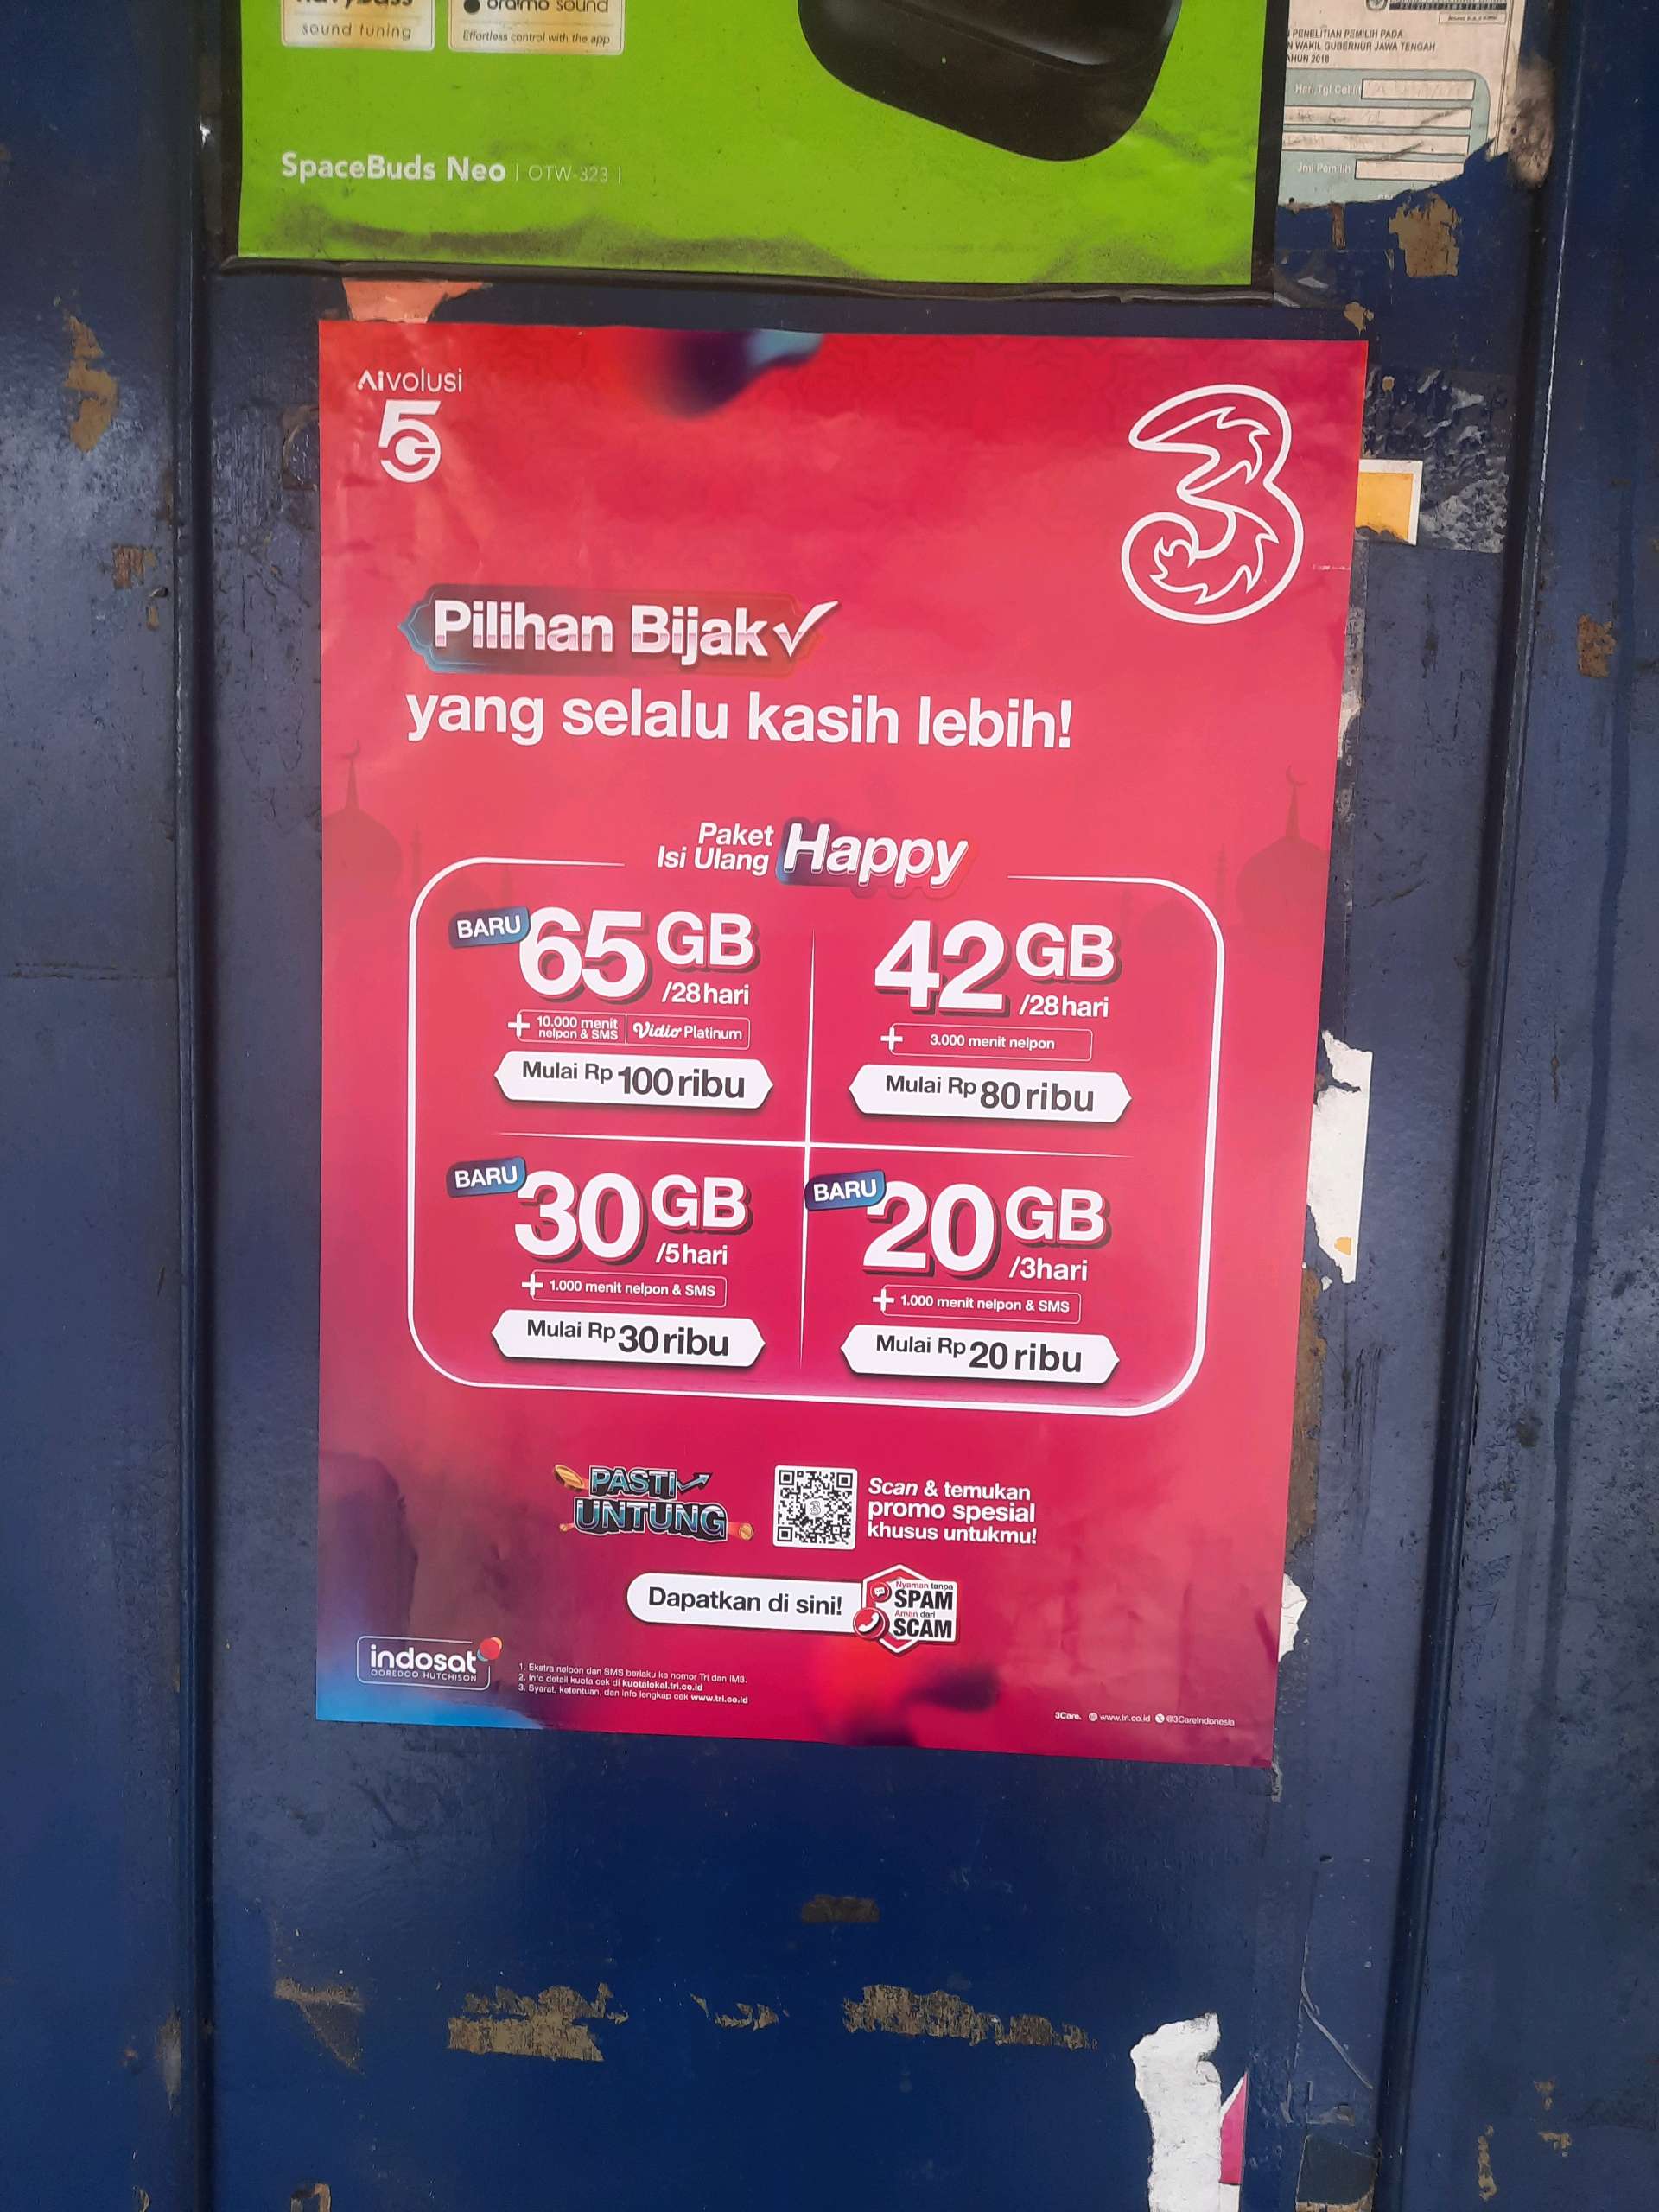 sound tuning
oraimo sound
Effortless control with the app
SpaceBuds Neo | OTW-323 |
PENELITIAN PEMILIH PADA
WAKIL GUBERNUR JAWA TENGAH
AHUN 2018
Hari,Tgl Coklit
Jml Pemilih
AIvolusi
5G
3
Pilihan Bijak
yang selalu kasih lebih!
Paket
Isi Ulang
Happy
BARU
65 GB
/28hari
+ 10.000 menit
nelpon & SMS
Vidio Platinum
Mulai Rp 100 ribu
42 GB
/28hari
+ 3.000 menit nelpon
Mulai Rp 80 ribu
BARU
30 GB
/5hari
+ 1.000 menit nelpon & SMS
Mulai Rp 30 ribu
BARU
20 GB
/3hari
+ 1.000 menit nelpon & SMS
Mulai Rp 20 ribu
PASTI
UNTUNG
Scan & temukan
promo spesial
khusus untukmu!
Dapatkan di sini!
Nyaman tanpa
SPAM
Aman dari
SCAM
indosat
OOREDOO HUTCHISON
1. Ekstra nelpon dan SMS berlaku ke nomor Tri dan IM3.
2. Info detail kuota cek di kuotalokal.tri.co.id
3. Syarat, ketentuan, dan info lengkap cek www.tri.co.id
3Care. www.tri.co.id @3CareIndonesia